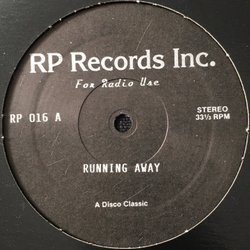 RP Records Inc.
For Radio Use
RP 016 A
STEREO
33⅓ RPM
RUNNING AWAY
A Disco Classic